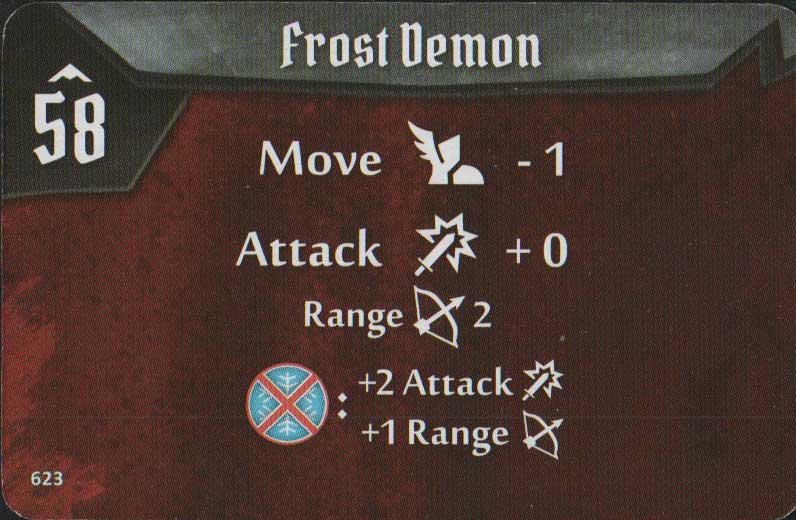 Frost Demon
58
Move - 1
Attack + 0
Range 2
: +2 Attack
+1 Range
623